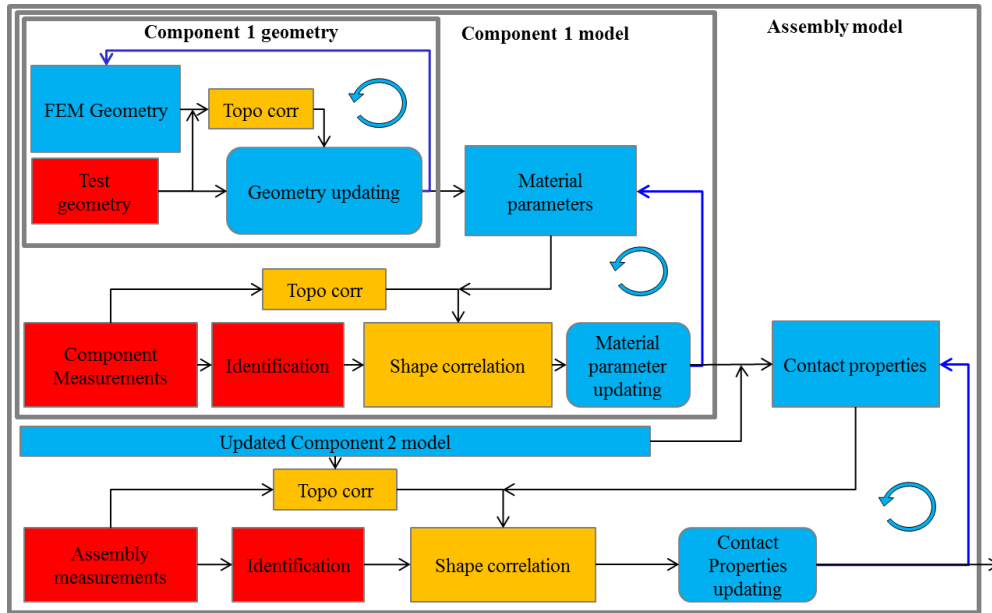 Component 1 geometry
Component 1 model
Assembly model
FEM Geometry
Topo corr
Test
geometry
Geometry updating
Material
parameters
Topo corr
Component
Measurements
Identification
Shape correlation
Material
parameter
updating
Contact properties
Updated Component 2 model
Topo corr
Assembly
measurements
Identification
Shape correlation
Contact
Properties
updating